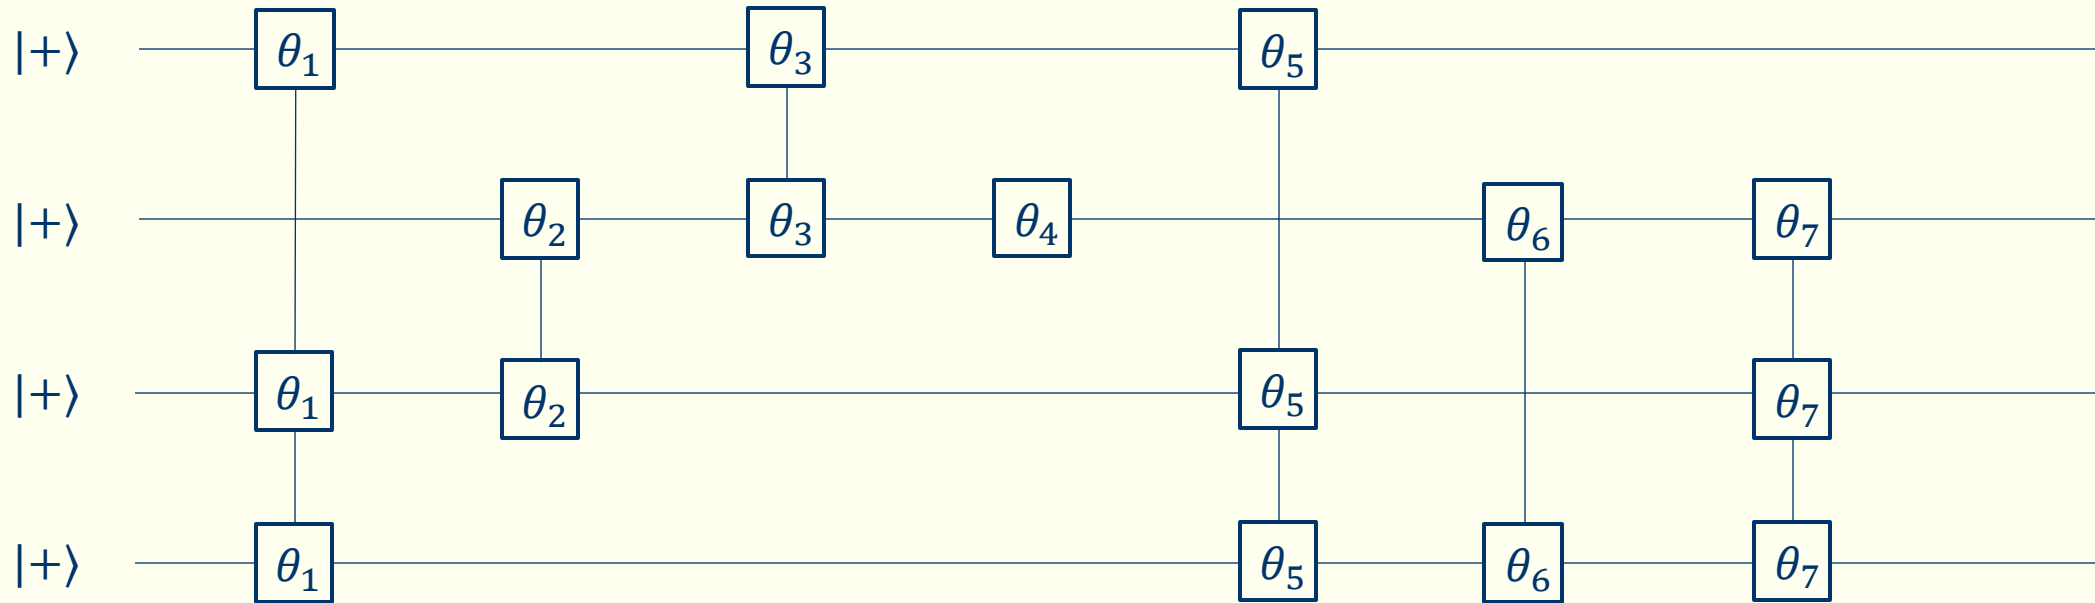 |+⟩ θ₁ θ₃ θ₅
|+⟩ θ₂ θ₃ θ₄ θ₆ θ₇
|+⟩ θ₁ θ₂ θ₅ θ₇
|+⟩ θ₁ θ₅ θ₆ θ₇